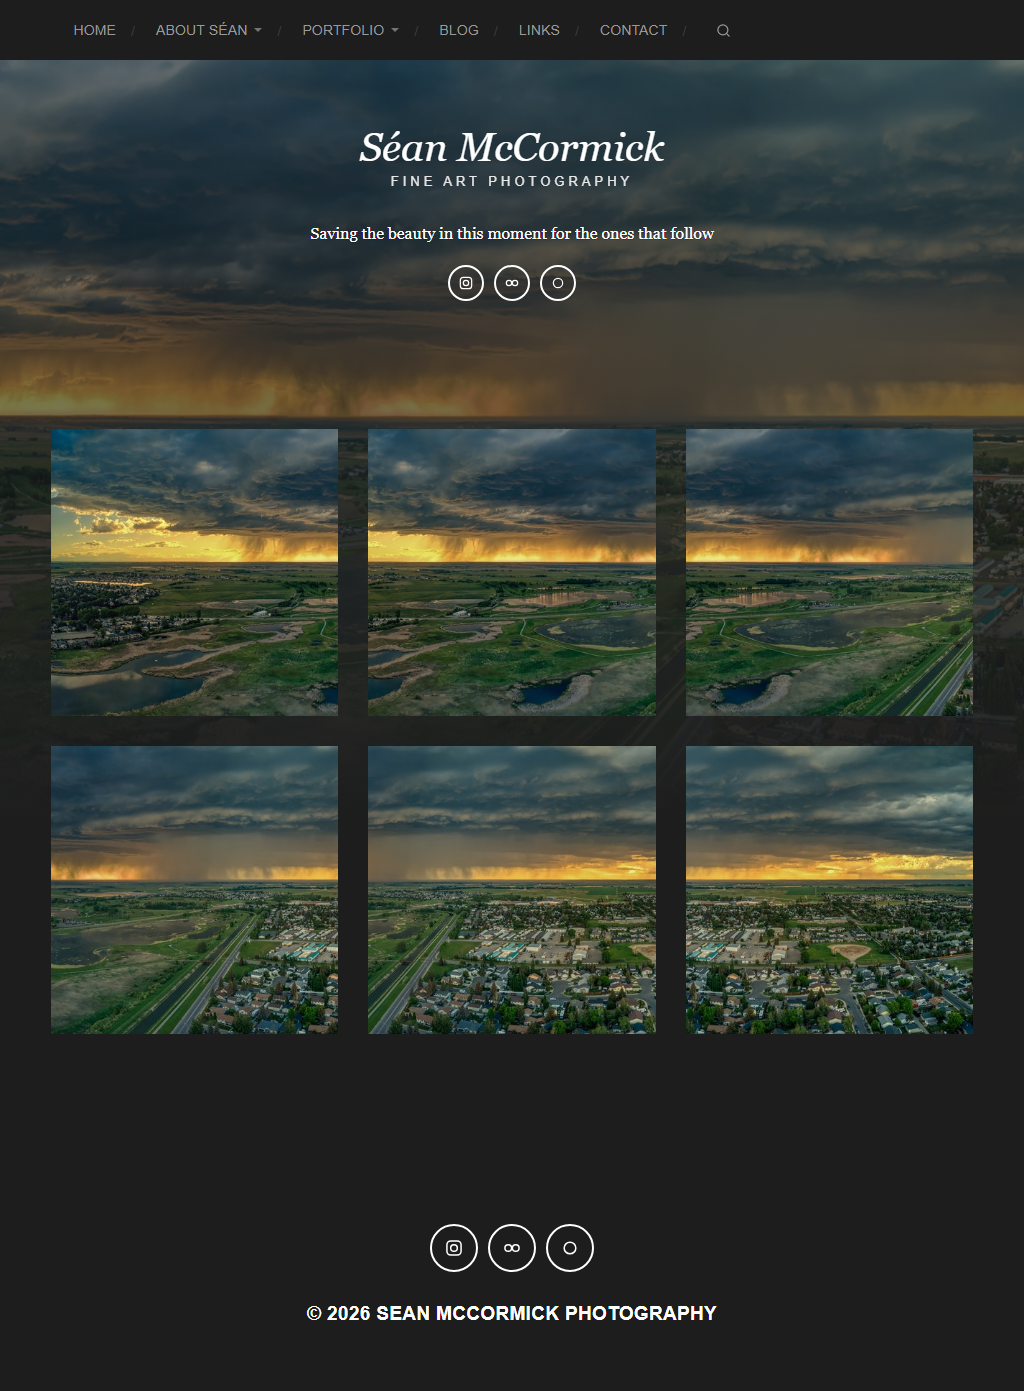 HOME / ABOUT SÉAN / PORTFOLIO / BLOG / LINKS / CONTACT /
Séan McCormick
FINE ART PHOTOGRAPHY
Saving the beauty in this moment for the ones that follow
© 2026 SEAN MCCORMICK PHOTOGRAPHY